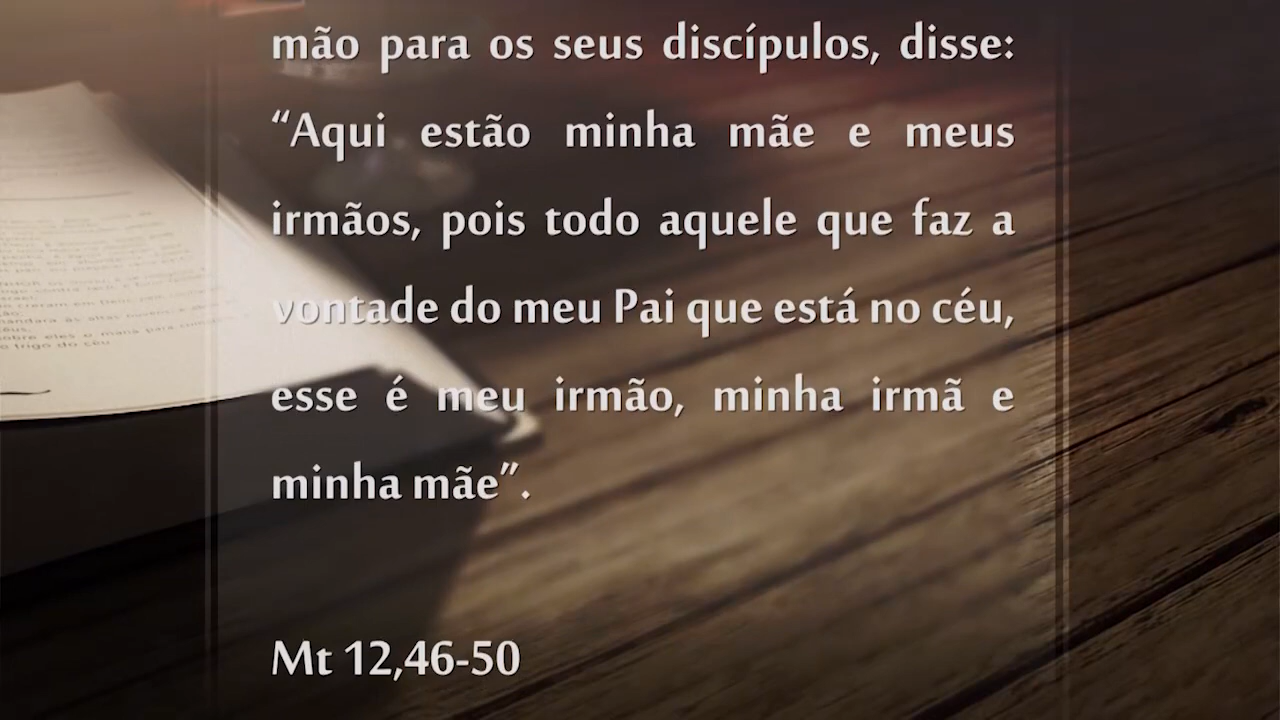 mão para os seus discípulos, disse:
“Aqui estão minha mãe e meus
irmãos, pois todo aquele que faz a
vontade do meu Pai que está no céu,
esse é meu irmão, minha irmã e
minha mãe”.
Mt 12,46-50